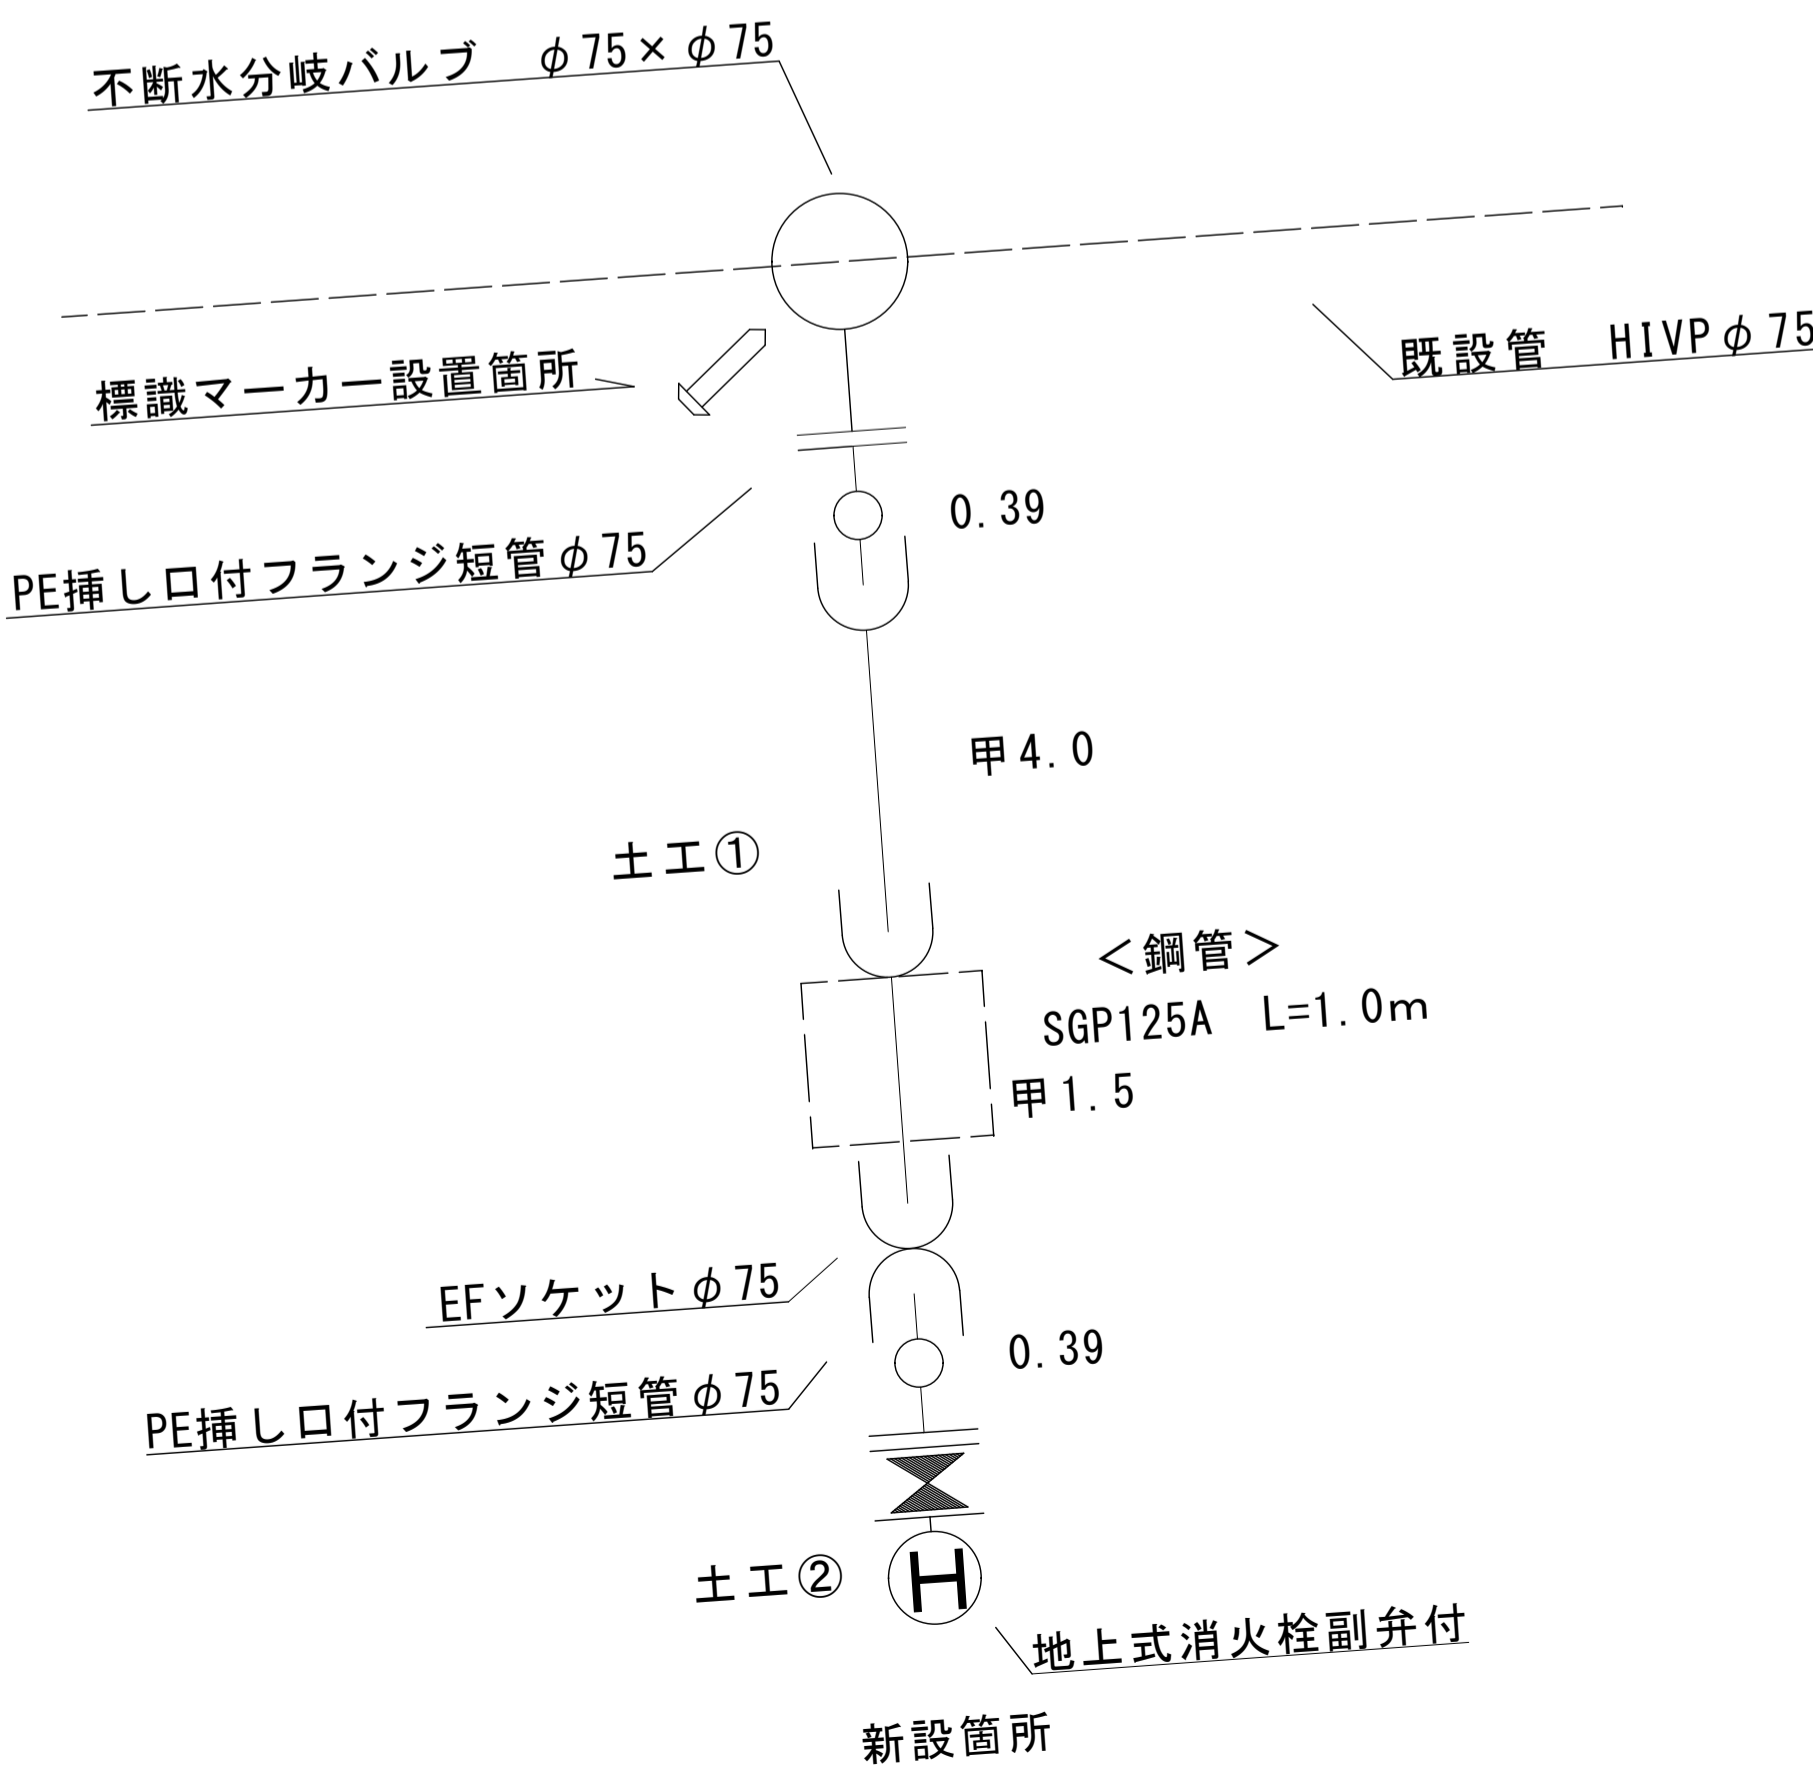 不断水分岐バルブ　φ75×φ75
既設管　HIVPφ75
標識マーカー設置箇所
0.39
PE挿し口付フランジ短管φ75
甲4.0
土工①
＜鋼管＞
SGP125A　L=1.0m
甲1.5
EFソケットφ75
0.39
PE挿し口付フランジ短管φ75
土工②
H
地上式消火栓副弁付
新設箇所